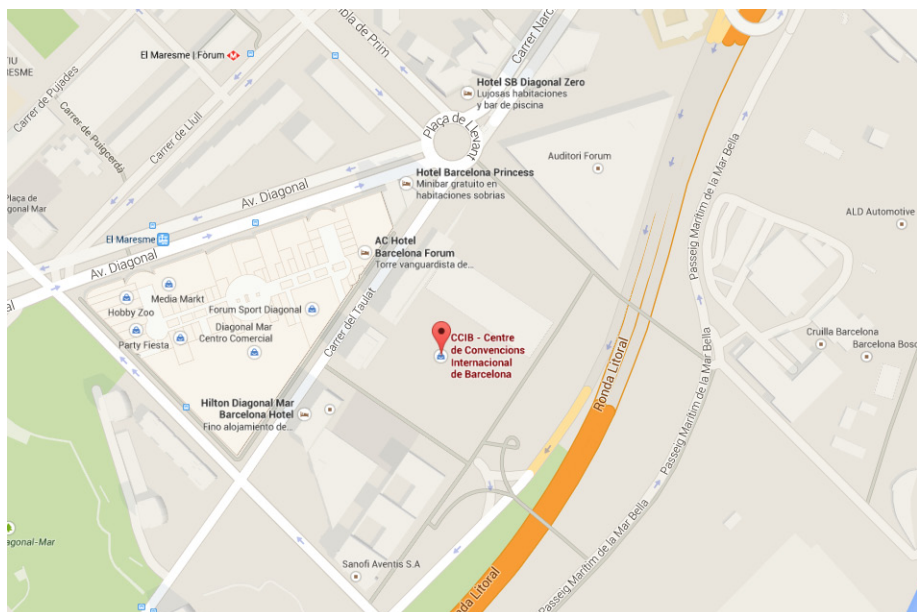 bla de Prim
Carrer Narc
El Maresme | Fòrum
TIU
RESME
Carrer de Pujades
Carrer de Puigcerdà
Carrer de Llull
Hotel SB Diagonal Zero
Lujosas habitaciones
y bar de piscina
Plaça de Llevant
Auditori Forum
Hotel Barcelona Princess
Minibar gratuito en
habitaciones sobrias
Plaça de
gonal Mar
Av. Diagonal
Passeig Marítim de la Mar Bella
ALD Automotive
El Maresme
Av. Diagonal
al
AC Hotel
Barcelona Forum
Torre vanguardista de...
Media Markt
Hobby Zoo
Forum Sport Diagonal
Party Fiesta
Diagonal Mar
Centro Comercial
Carrer del Taulat
CCIB - Centre
de Convencions
Internacional
de Barcelona
Cruilla Barcelona
Barcelona Bosc
Ronda Litoral
Passeig Marítim de la Mar Bella
Hilton Diagonal Mar
Barcelona Hotel
Fino alojamiento de...
iagonal-Mar
Sanofi Aventis S.A
Passeig Marítim de la Mar Bella
Ronda Litoral